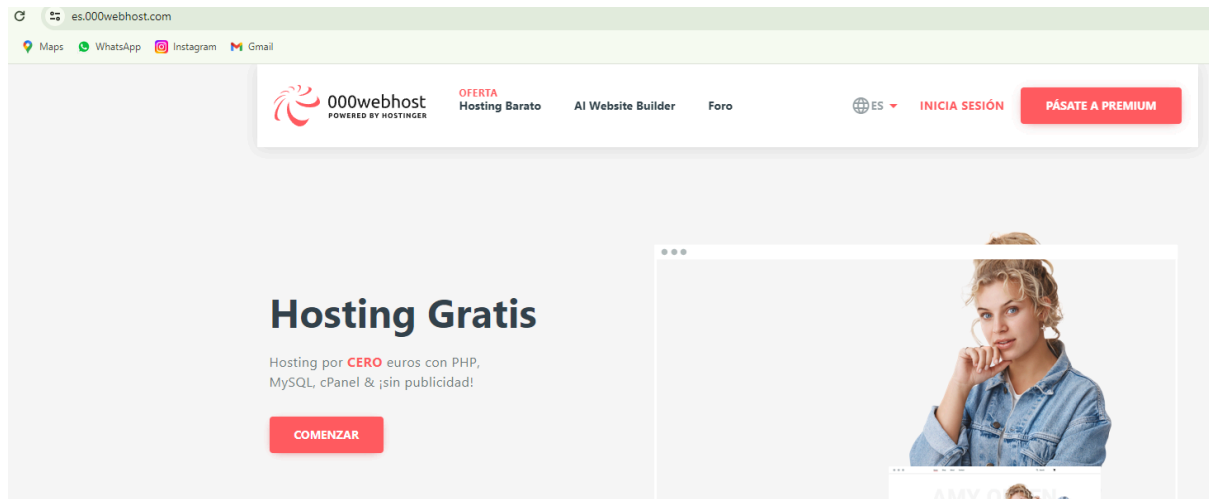 es.000webhost.com
Maps WhatsApp Instagram Gmail
000webhost
POWERED BY HOSTINGER
OFERTA
Hosting Barato
AI Website Builder
Foro
ES
INICIA SESIÓN
PÁSATE A PREMIUM
Hosting Gratis
Hosting por CERO euros con PHP,
MySQL, cPanel & ¡sin publicidad!
COMENZAR